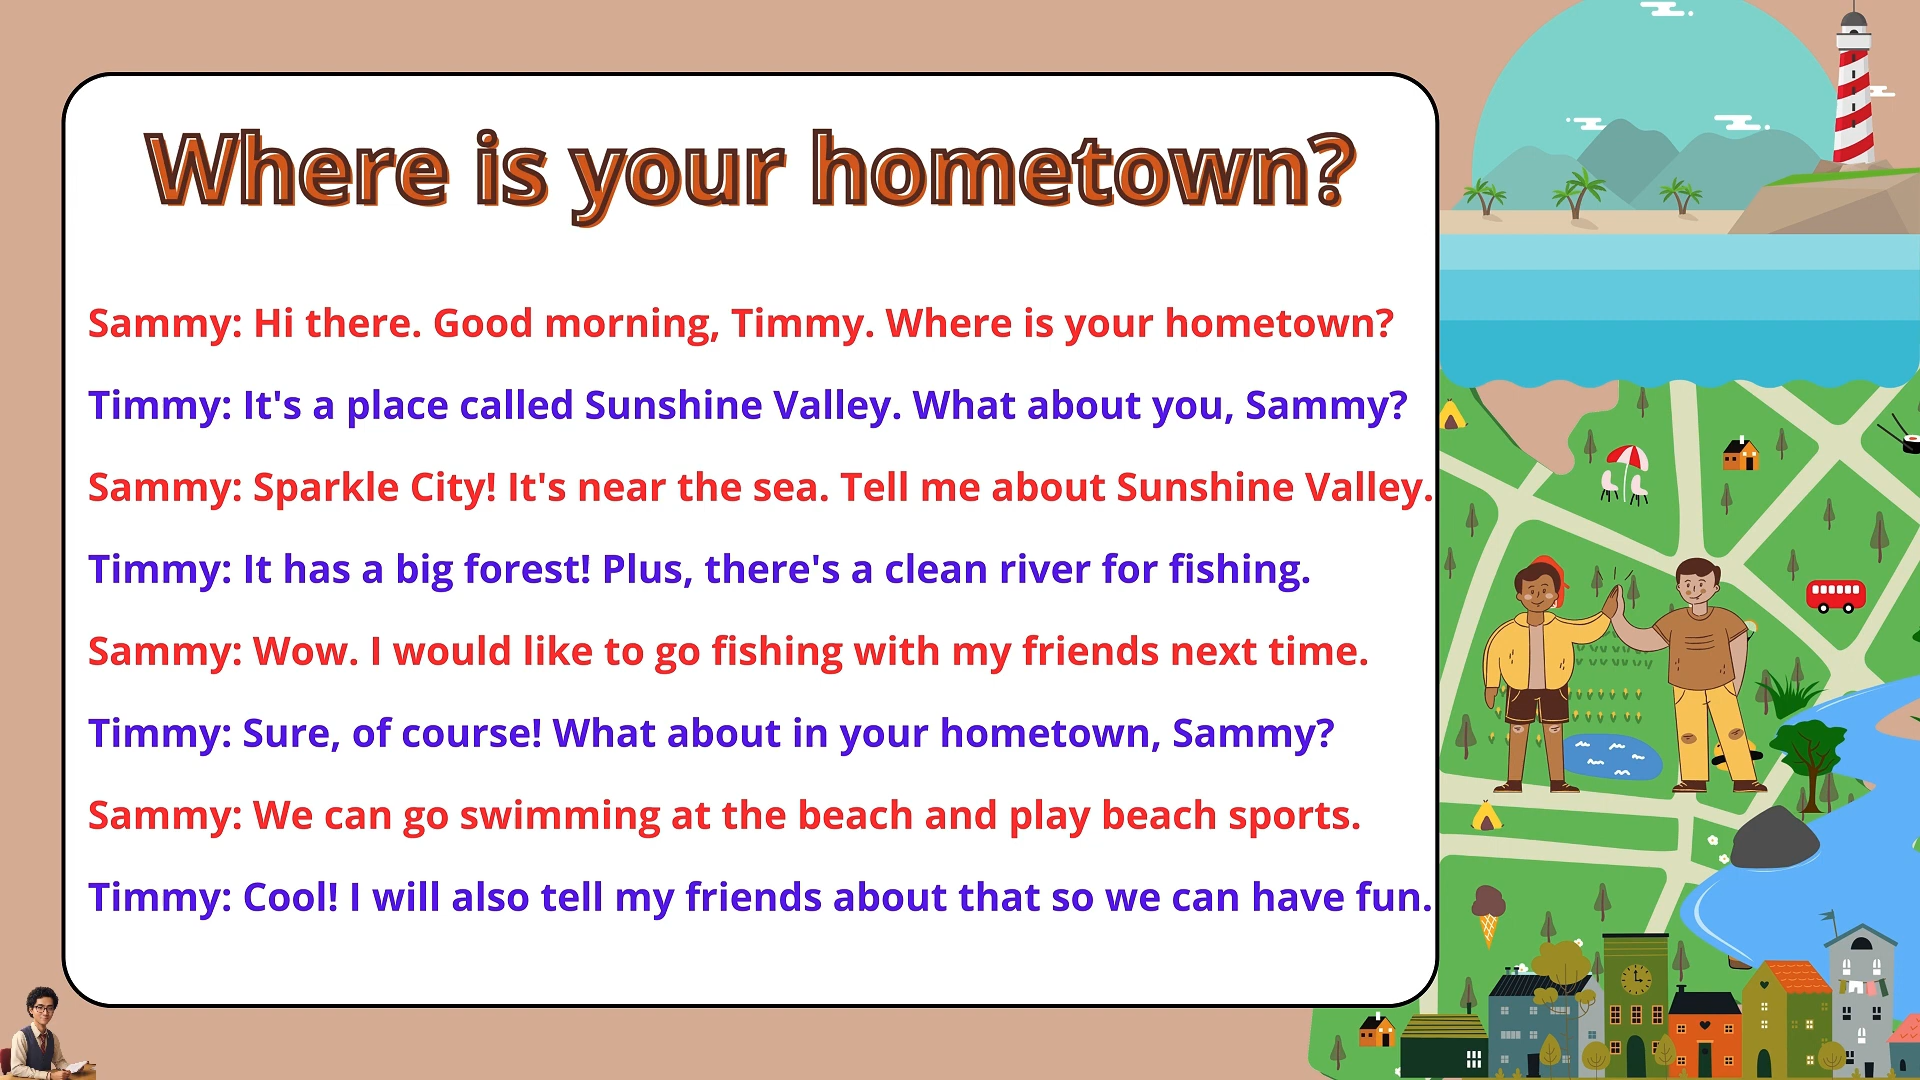 Where is your hometown?
Sammy: Hi there. Good morning, Timmy. Where is your hometown?
Timmy: It's a place called Sunshine Valley. What about you, Sammy?
Sammy: Sparkle City! It's near the sea. Tell me about Sunshine Valley.
Timmy: It has a big forest! Plus, there's a clean river for fishing.
Sammy: Wow. I would like to go fishing with my friends next time.
Timmy: Sure, of course! What about in your hometown, Sammy?
Sammy: We can go swimming at the beach and play beach sports.
Timmy: Cool! I will also tell my friends about that so we can have fun.